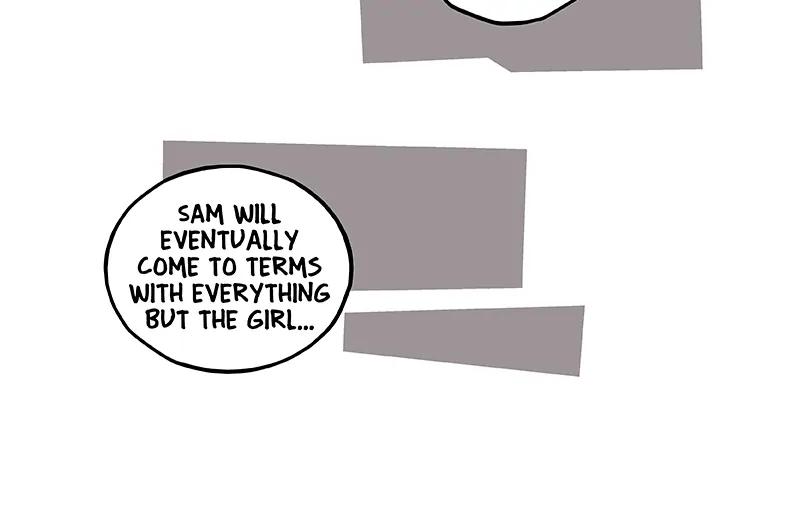 SAM WILL
EVENTUALLY
COME TO TERMS
WITH EVERYTHING
BUT THE GIRL...